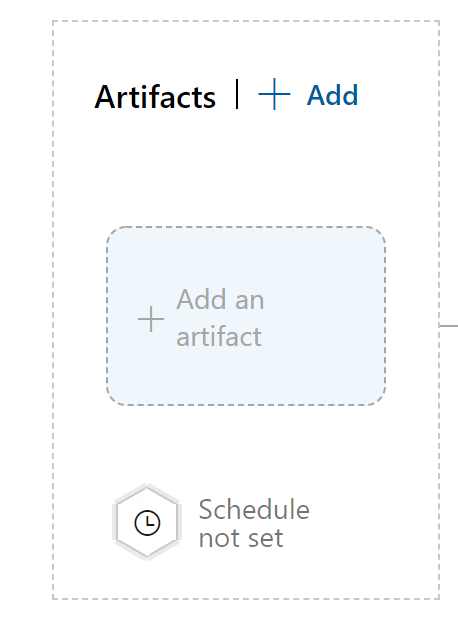 Artifacts | + Add
Add an
artifact
Schedule
not set